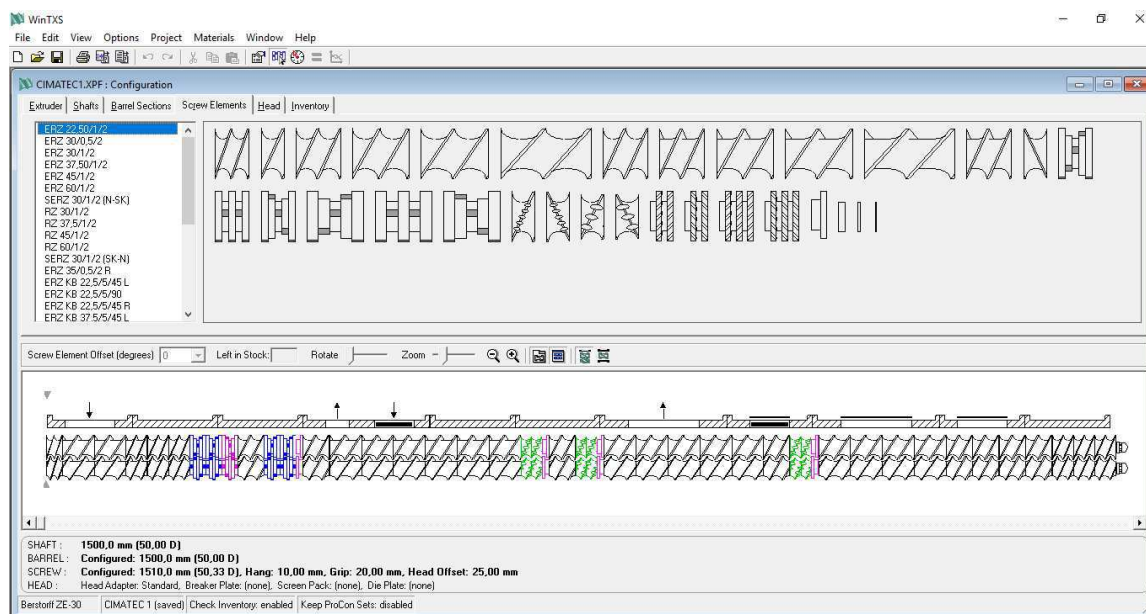 WinTXS
File Edit View Options Project Materials Window Help
CIMATEC1.XPF : Configuration
Extruder Shafts Barrel Sections Screw Elements Head Inventory
ERZ 22,50/1/2
ERZ 30/0,5/2
ERZ 30/1/2
ERZ 37,50/1/2
ERZ 45/1/2
ERZ 60/1/2
SERZ 30/1/2 (N-SK)
RZ 30/1/2
RZ 37,5/1/2
RZ 45/1/2
RZ 60/1/2
SERZ 30/1/2 (SK-N)
ERZ 35/0,5/2 R
ERZ KB 22,5/5/45 L
ERZ KB 22,5/5/90
ERZ KB 22,5/5/45 R
ERZ KB 37,5/5/45 L
Screw Element Offset (degrees) 0 Left in Stock: Rotate Zoom
SHAFT : 1500,0 mm (50,00 D)
BARREL : Configured: 1500,0 mm (50,00 D)
SCREW : Configured: 1510,0 mm (50,33 D), Hang: 10,00 mm, Grip: 20,00 mm, Head Offset: 25,00 mm
HEAD : Head Adapter: Standard, Breaker Plate: (none), Screen Pack: (none), Die Plate: (none)
Berstorff ZE-30 CIMATEC 1 (saved) Check Inventory: enabled Keep ProCon Sets: disabled